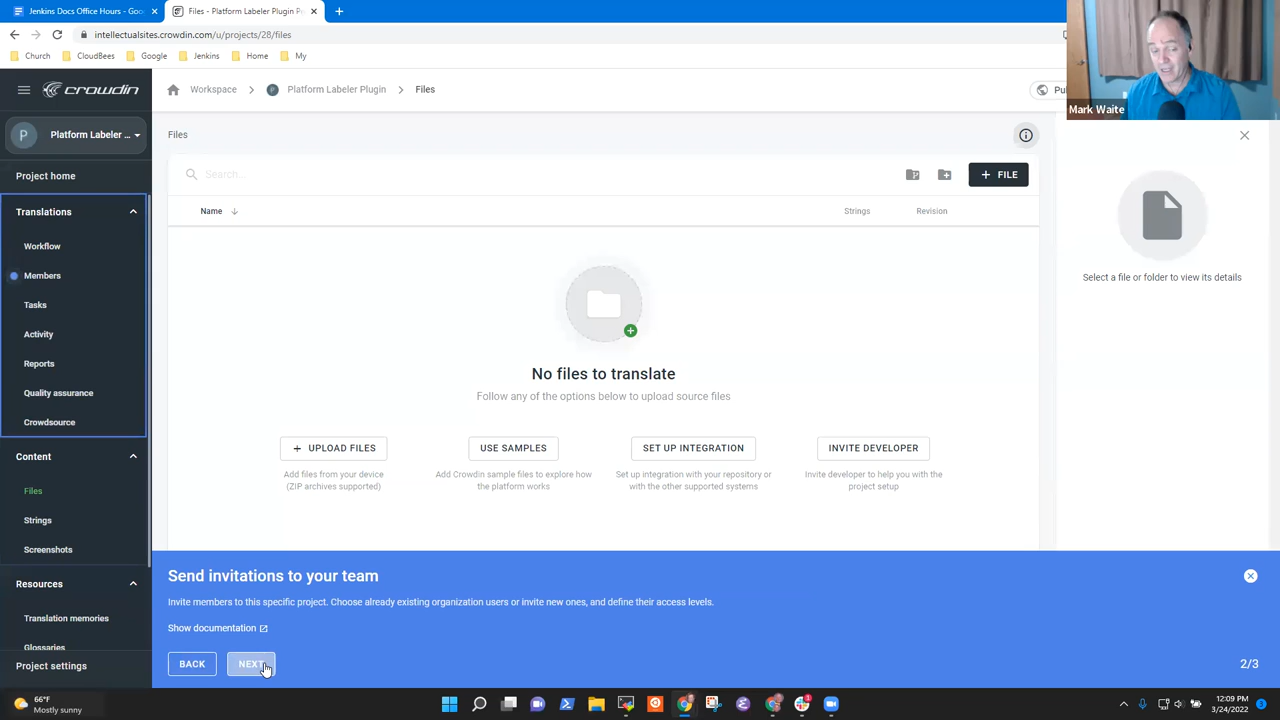 Jenkins Docs Office Hours - Goo
Files - Platform Labeler Plugin Pr
intellectualsites.crowdin.com/u/projects/28/files
Church
CloudBees
Google
Jenkins
Home
My
Mark Waite
crowdin
Workspace
Platform Labeler Plugin
Files
Pu
P
Platform Labeler ...
Project home
Translations
Workflow
Members
Tasks
Activity
Reports
Quality assurance
Crowdsource
Content
Files
Strings
Screenshots
Resources
Translation memories
Glossaries
Project settings
Files
Search...
+ FILE
Name
Strings
Revision
Select a file or folder to view its details
No files to translate
Follow any of the options below to upload source files
+ UPLOAD FILES
Add files from your device
(ZIP archives supported)
USE SAMPLES
Add Crowdin sample files to explore how
the platform works
SET UP INTEGRATION
Set up integration with your repository or
with the other supported systems
INVITE DEVELOPER
Invite developer to help you with the
project setup
Send invitations to your team
Invite members to this specific project. Choose already existing organization users or invite new ones, and define their access levels.
Show documentation
BACK
NEXT
2/3
66°F
Mostly sunny
12:09 PM
3/24/2022